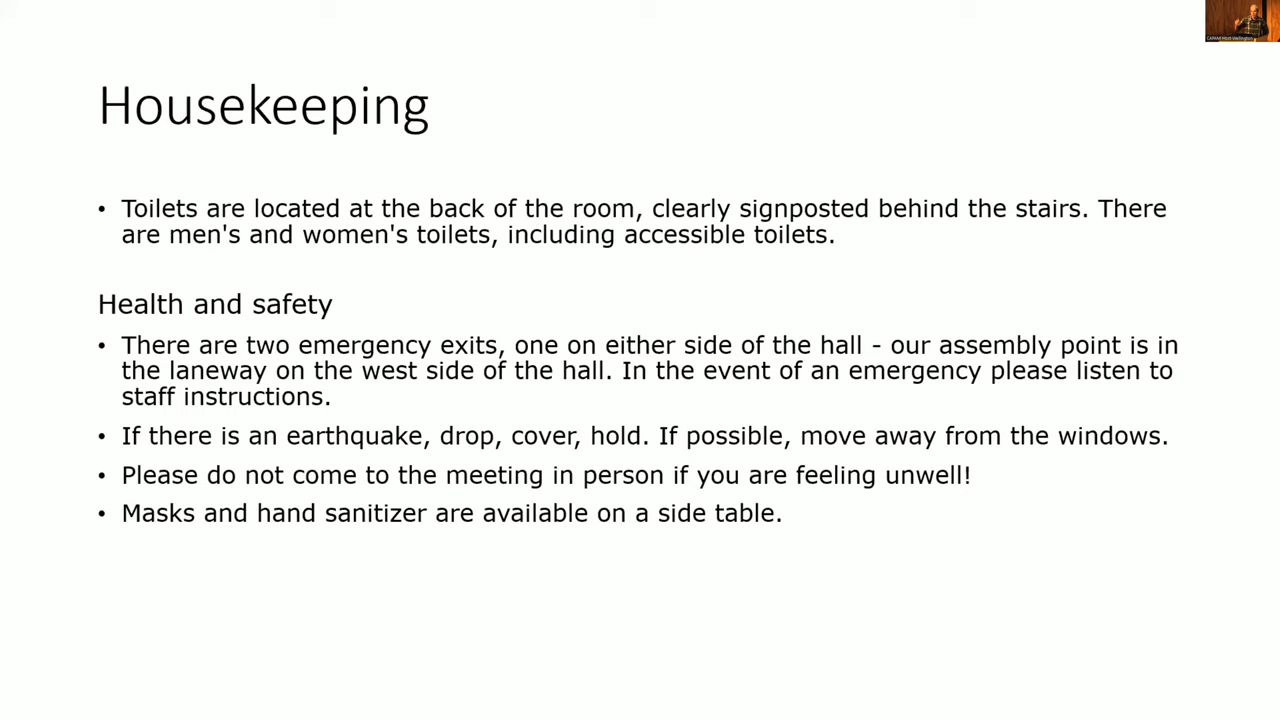 Housekeeping
• Toilets are located at the back of the room, clearly signposted behind the stairs. There
are men's and women's toilets, including accessible toilets.
Health and safety
• There are two emergency exits, one on either side of the hall - our assembly point is in
the laneway on the west side of the hall. In the event of an emergency please listen to
staff instructions.
• If there is an earthquake, drop, cover, hold. If possible, move away from the windows.
• Please do not come to the meeting in person if you are feeling unwell!
• Masks and hand sanitizer are available on a side table.